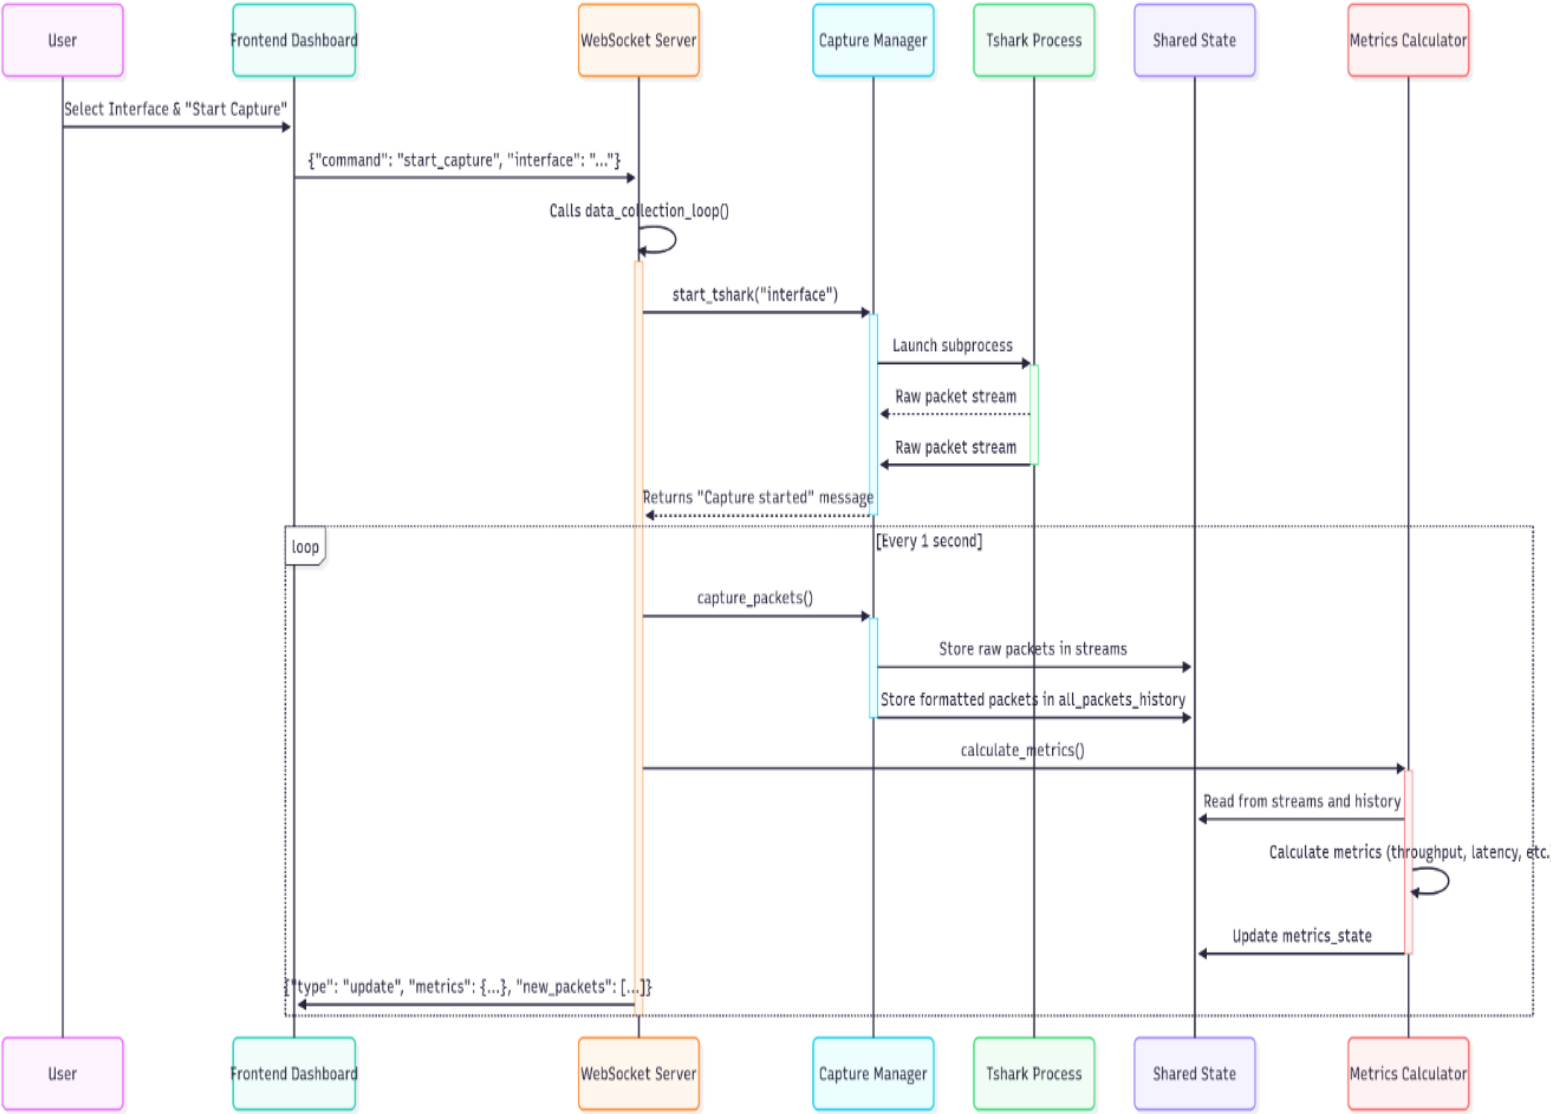 User
Frontend Dashboard
WebSocket Server
Capture Manager
Tshark Process
Shared State
Metrics Calculator
Select Interface & "Start Capture"
{"command": "start_capture", "interface": "..."}
Calls data_collection_loop()
start_tshark("interface")
Launch subprocess
Raw packet stream
Raw packet stream
Returns "Capture started" message
loop
[Every 1 second]
capture_packets()
Store raw packets in streams
Store formatted packets in all_packets_history
calculate_metrics()
Read from streams and history
Calculate metrics (throughput, latency, etc.
Update metrics_state
{"type": "update", "metrics": {...}, "new_packets": [...]}
User
Frontend Dashboard
WebSocket Server
Capture Manager
Tshark Process
Shared State
Metrics Calculator